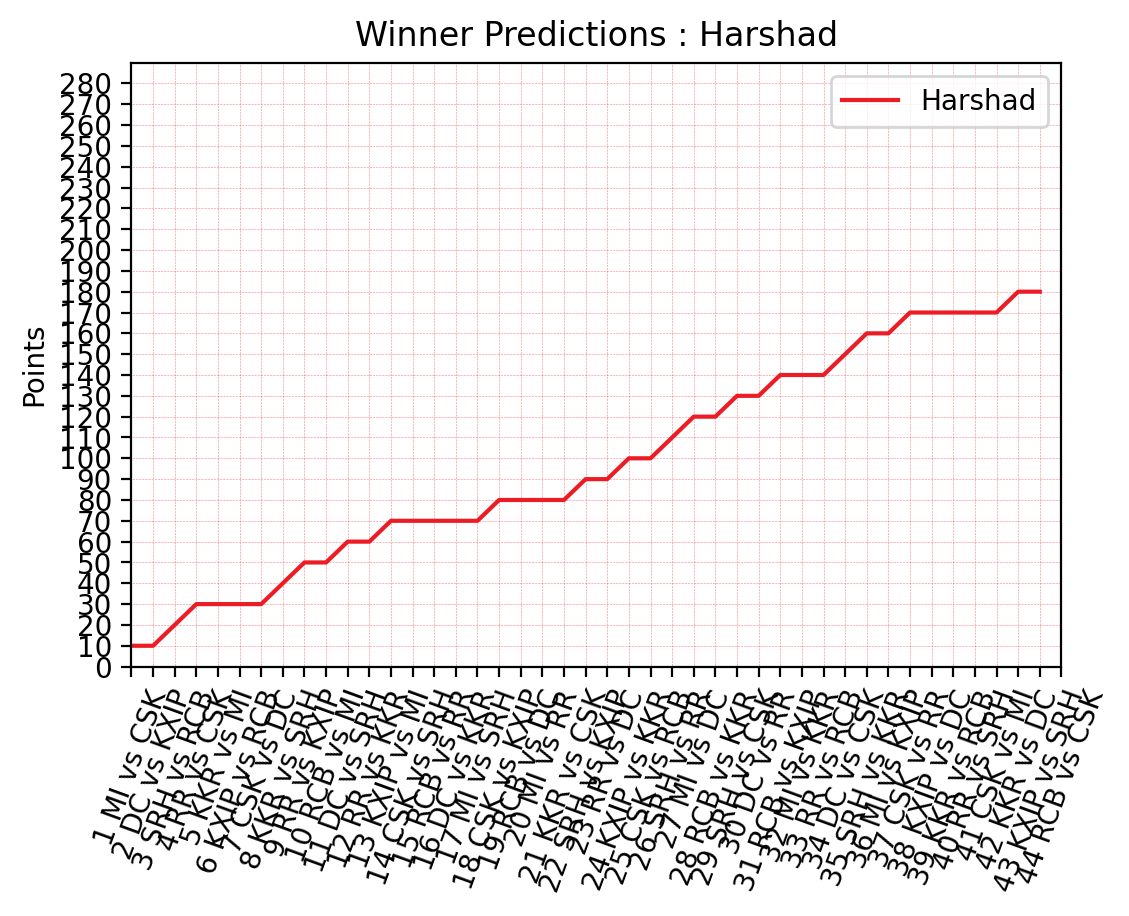 Winner Predictions : Harshad
Harshad
Points
280
270
260
250
240
230
220
210
200
190
180
170
160
150
140
130
120
110
100
90
80
70
60
50
40
30
20
10
0
1 MI vs CSK
2 DC vs KXIP
3 SRH vs RCB
4 RR vs CSK
5 KKR vs MI
6 KXIP vs RCB
7 CSK vs DC
8 KKR vs SRH
9 RR vs KXIP
10 RCB vs MI
11 DC vs SRH
12 RR vs KKR
13 KXIP vs MI
14 CSK vs SRH
15 RCB vs RR
16 DC vs KKR
17 MI vs SRH
18 CSK vs KXIP
19 RCB vs DC
20 MI vs RR
21 KKR vs CSK
22 SRH vs KXIP
23 RR vs DC
24 KXIP vs KKR
25 CSK vs RCB
26 SRH vs RR
27 MI vs DC
28 RCB vs KKR
29 SRH vs CSK
30 DC vs RR
31 RCB vs KXIP
32 MI vs KKR
33 RR vs RCB
34 DC vs CSK
35 SRH vs KKR
36 MI vs KXIP
37 CSK vs RR
38 KXIP vs DC
39 KKR vs RCB
40 RR vs SRH
41 CSK vs MI
42 KKR vs DC
43 KXIP vs SRH
44 RCB vs CSK